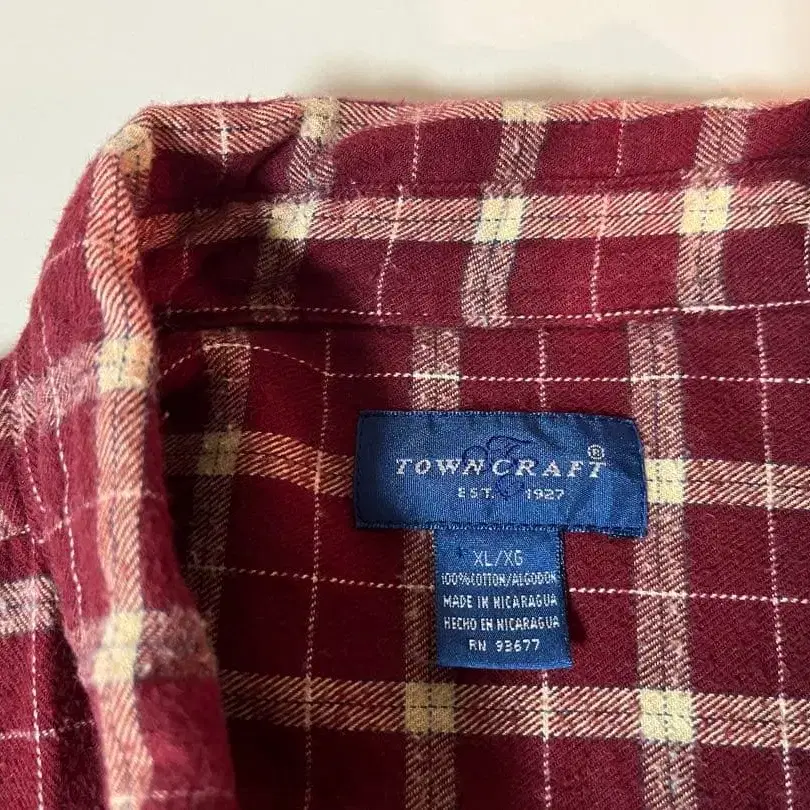 TOWNCRAFT®
EST. 1927
XL/XG
100%COTTON/ALGODON
MADE IN NICARAGUA
HECHO EN NICARAGUA
RN 93677